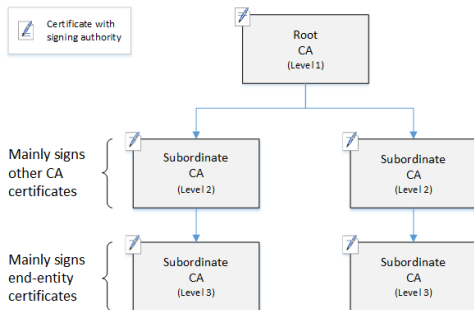 Certificate with
signing authority
Root
CA
(Level 1)
Mainly signs
other CA
certificates
Subordinate
CA
(Level 2)
Subordinate
CA
(Level 2)
Mainly signs
end-entity
certificates
Subordinate
CA
(Level 3)
Subordinate
CA
(Level 3)